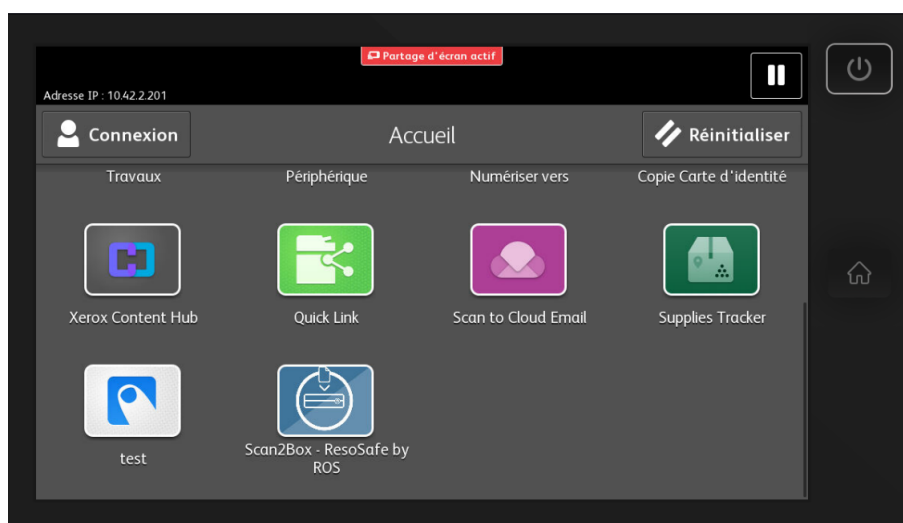 Partage d'écran actif
Adresse IP : 10.42.2.201
Connexion
Accueil
Réinitialiser
Travaux
Périphérique
Numériser vers
Copie Carte d'identité
Xerox Content Hub
Quick Link
Scan to Cloud Email
Supplies Tracker
test
Scan2Box - ResoSafe by
ROS